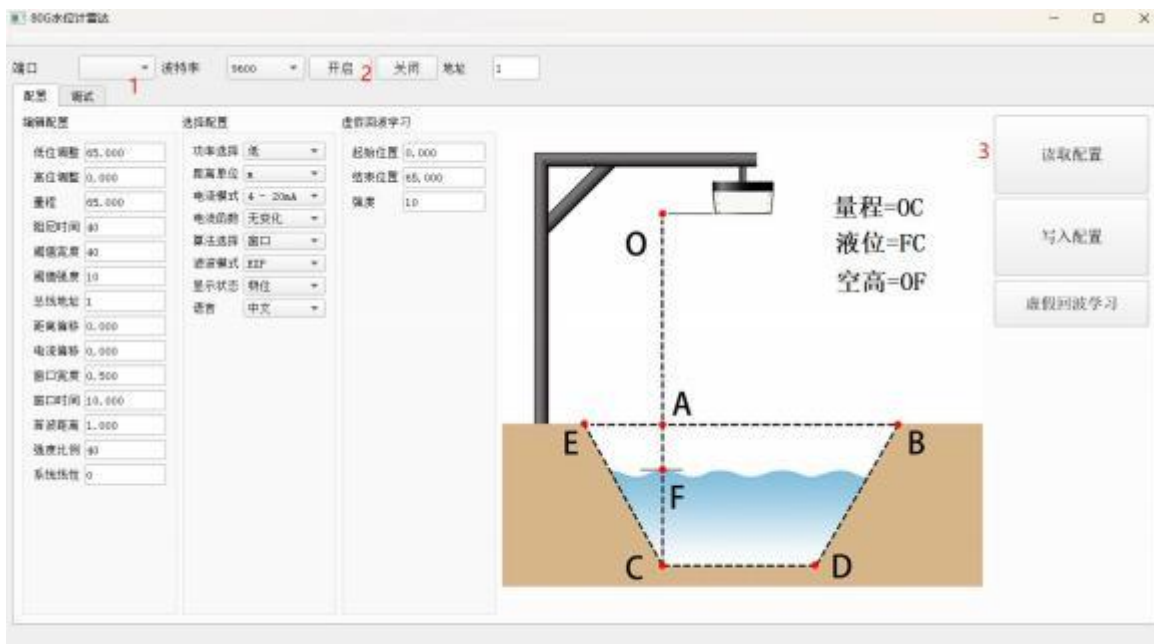 80G水位计雷达
端口 波特率 9600 开启 2 关闭 地址 1
1
配置 调试
编辑配置 选择配置 虚假回波学习
低位调整 65.000 功率选择 低 起始位置 0.000
高位调整 0.000 距离单位 m 结束位置 65.000
量程 65.000 电流模式 4 - 20mA 强度 10
阻尼时间 40 电流函数 无变化
阈值宽度 40 算法选择 窗口
阈值强度 10 滤波模式
总线地址 1 显示状态 物位
距离偏移 0.000 语言 中文
电流偏移 0.000
窗口宽度 0.500
窗口时间 10.000
首波距离 1.000
强度比例 40
系统线性 0
量程=OC
液位=FC
空高=OF
O
A
E
B
F
C
D
3 读取配置
写入配置
虚假回波学习